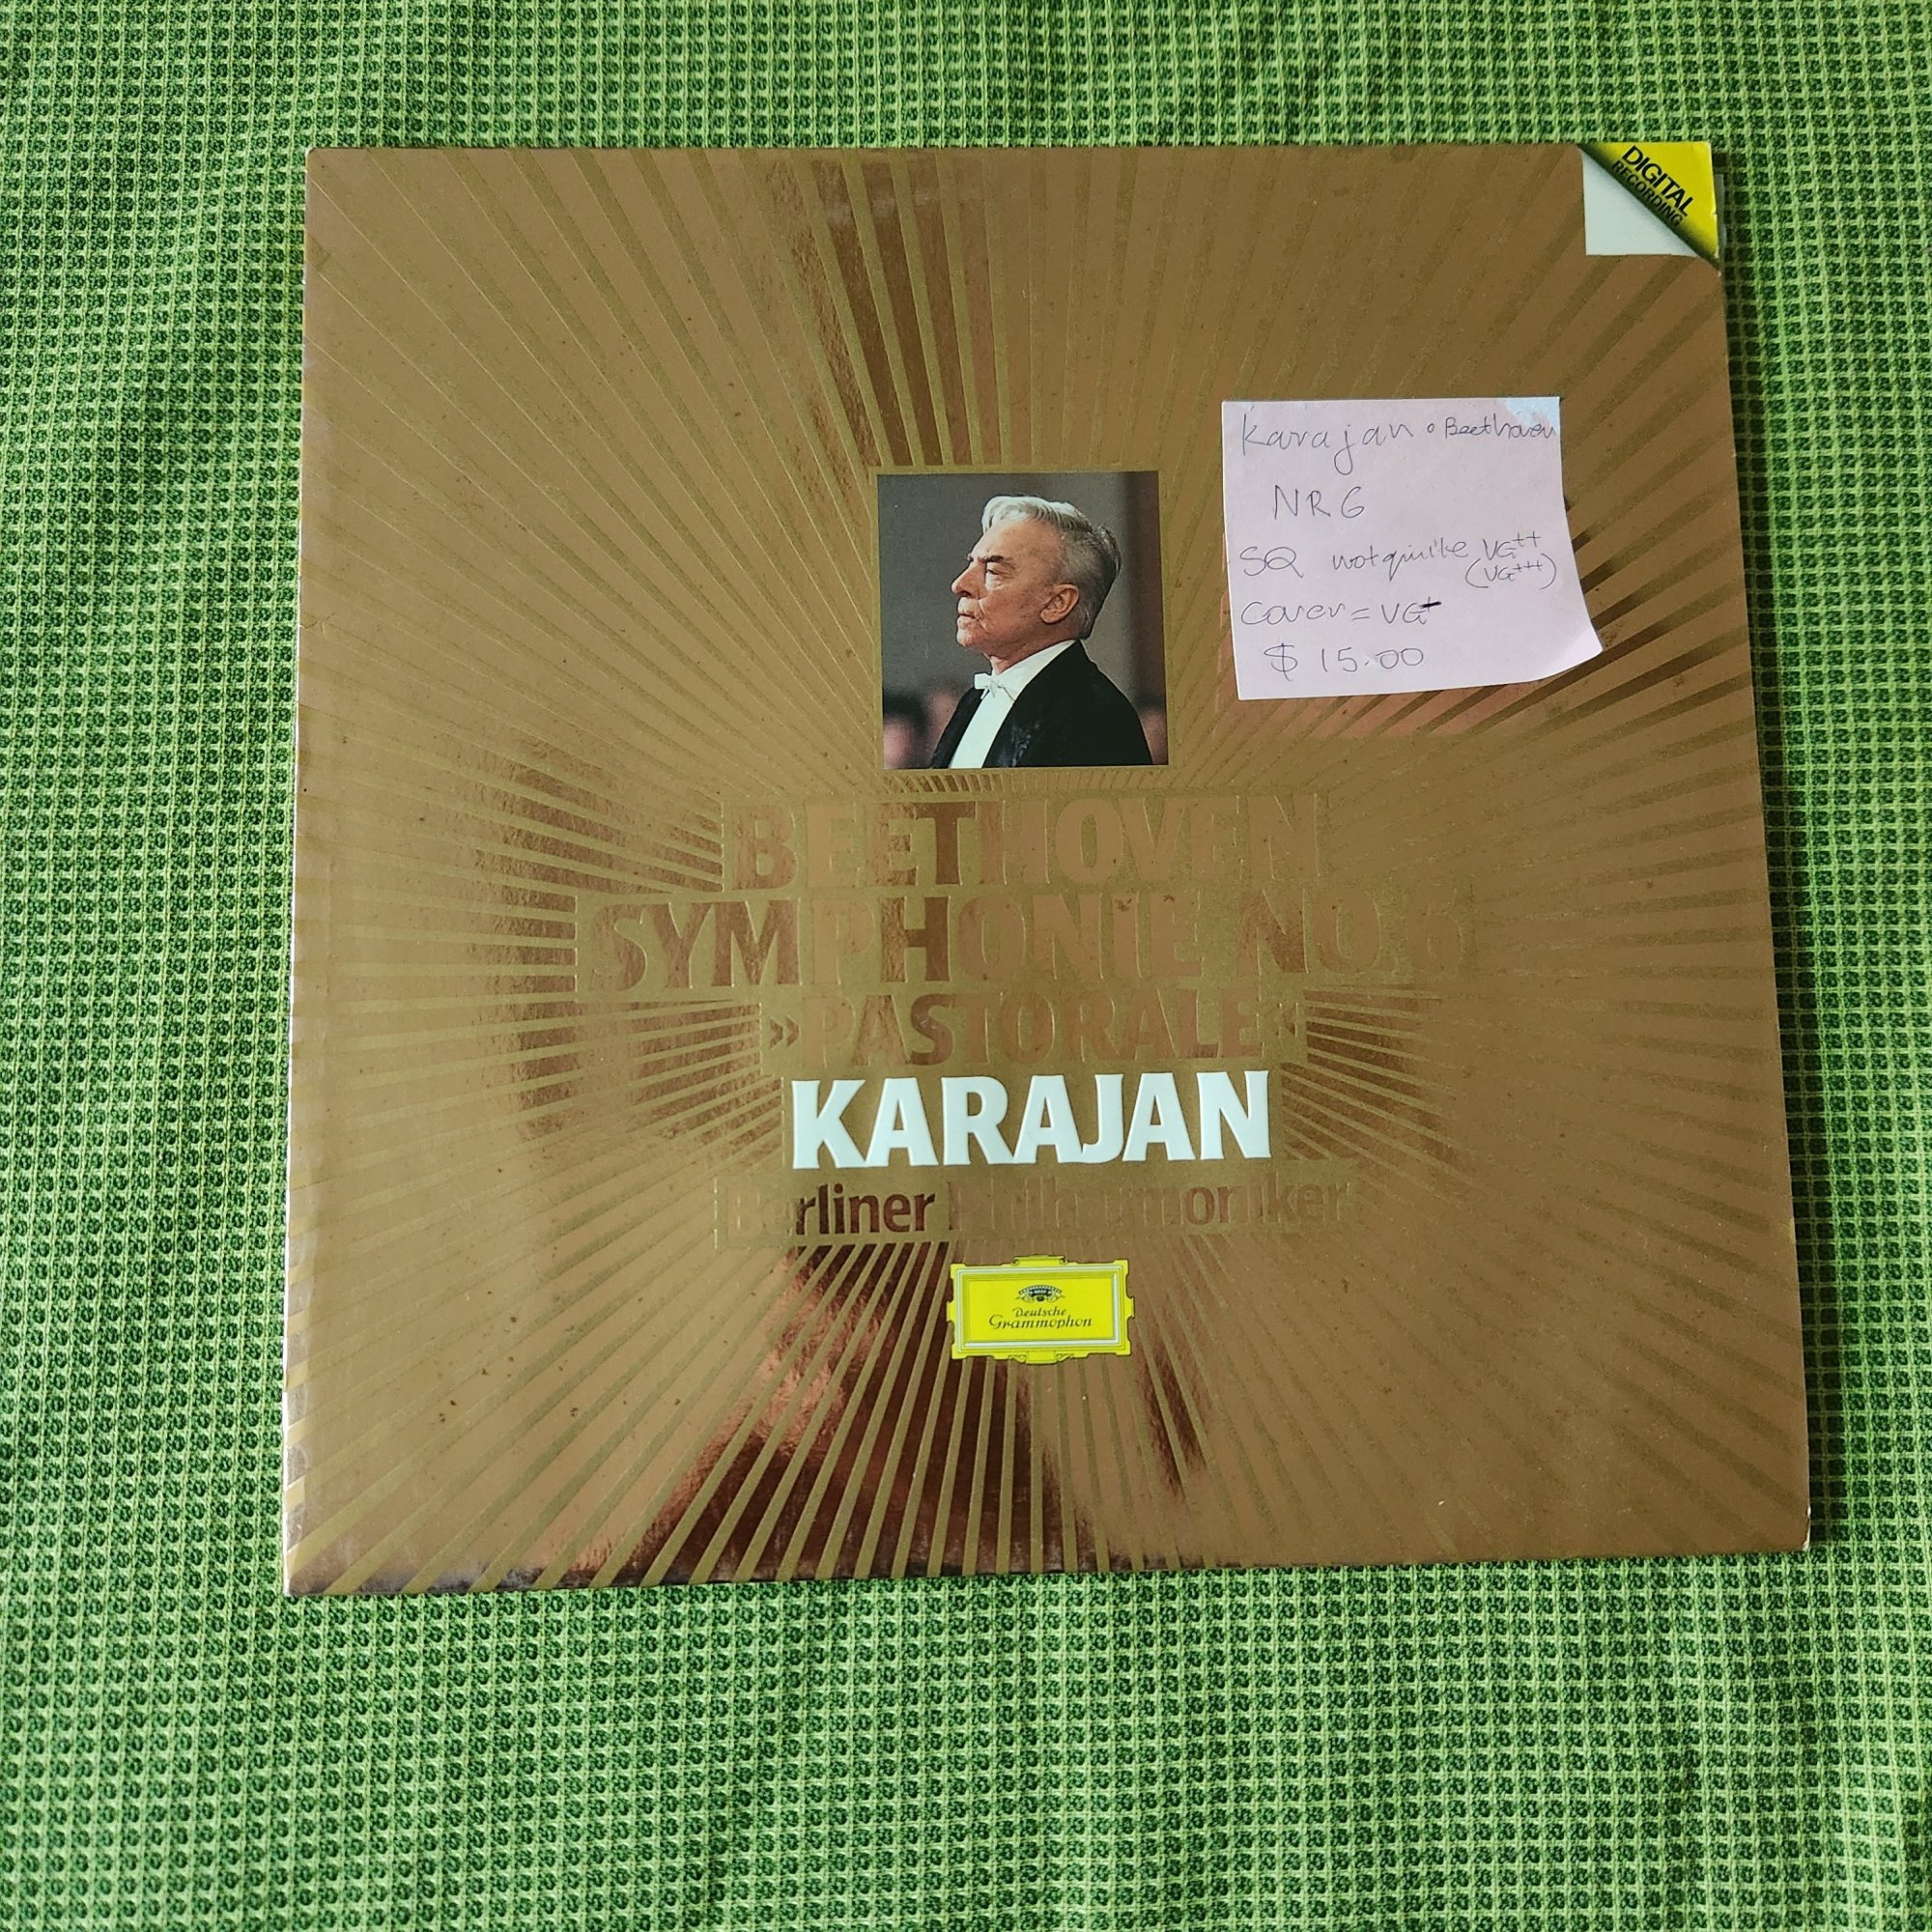 DIGITAL
RECORDING
Karajan o Beethoven
NR 6
SQ not quite VG++
(VG+++)
Cover = VG+
$ 15.00
BEETHOVEN
SYMPHONIE NO. 6
»PASTORALE«
KARAJAN
Berliner Philharmoniker
Deutsche
Grammophon